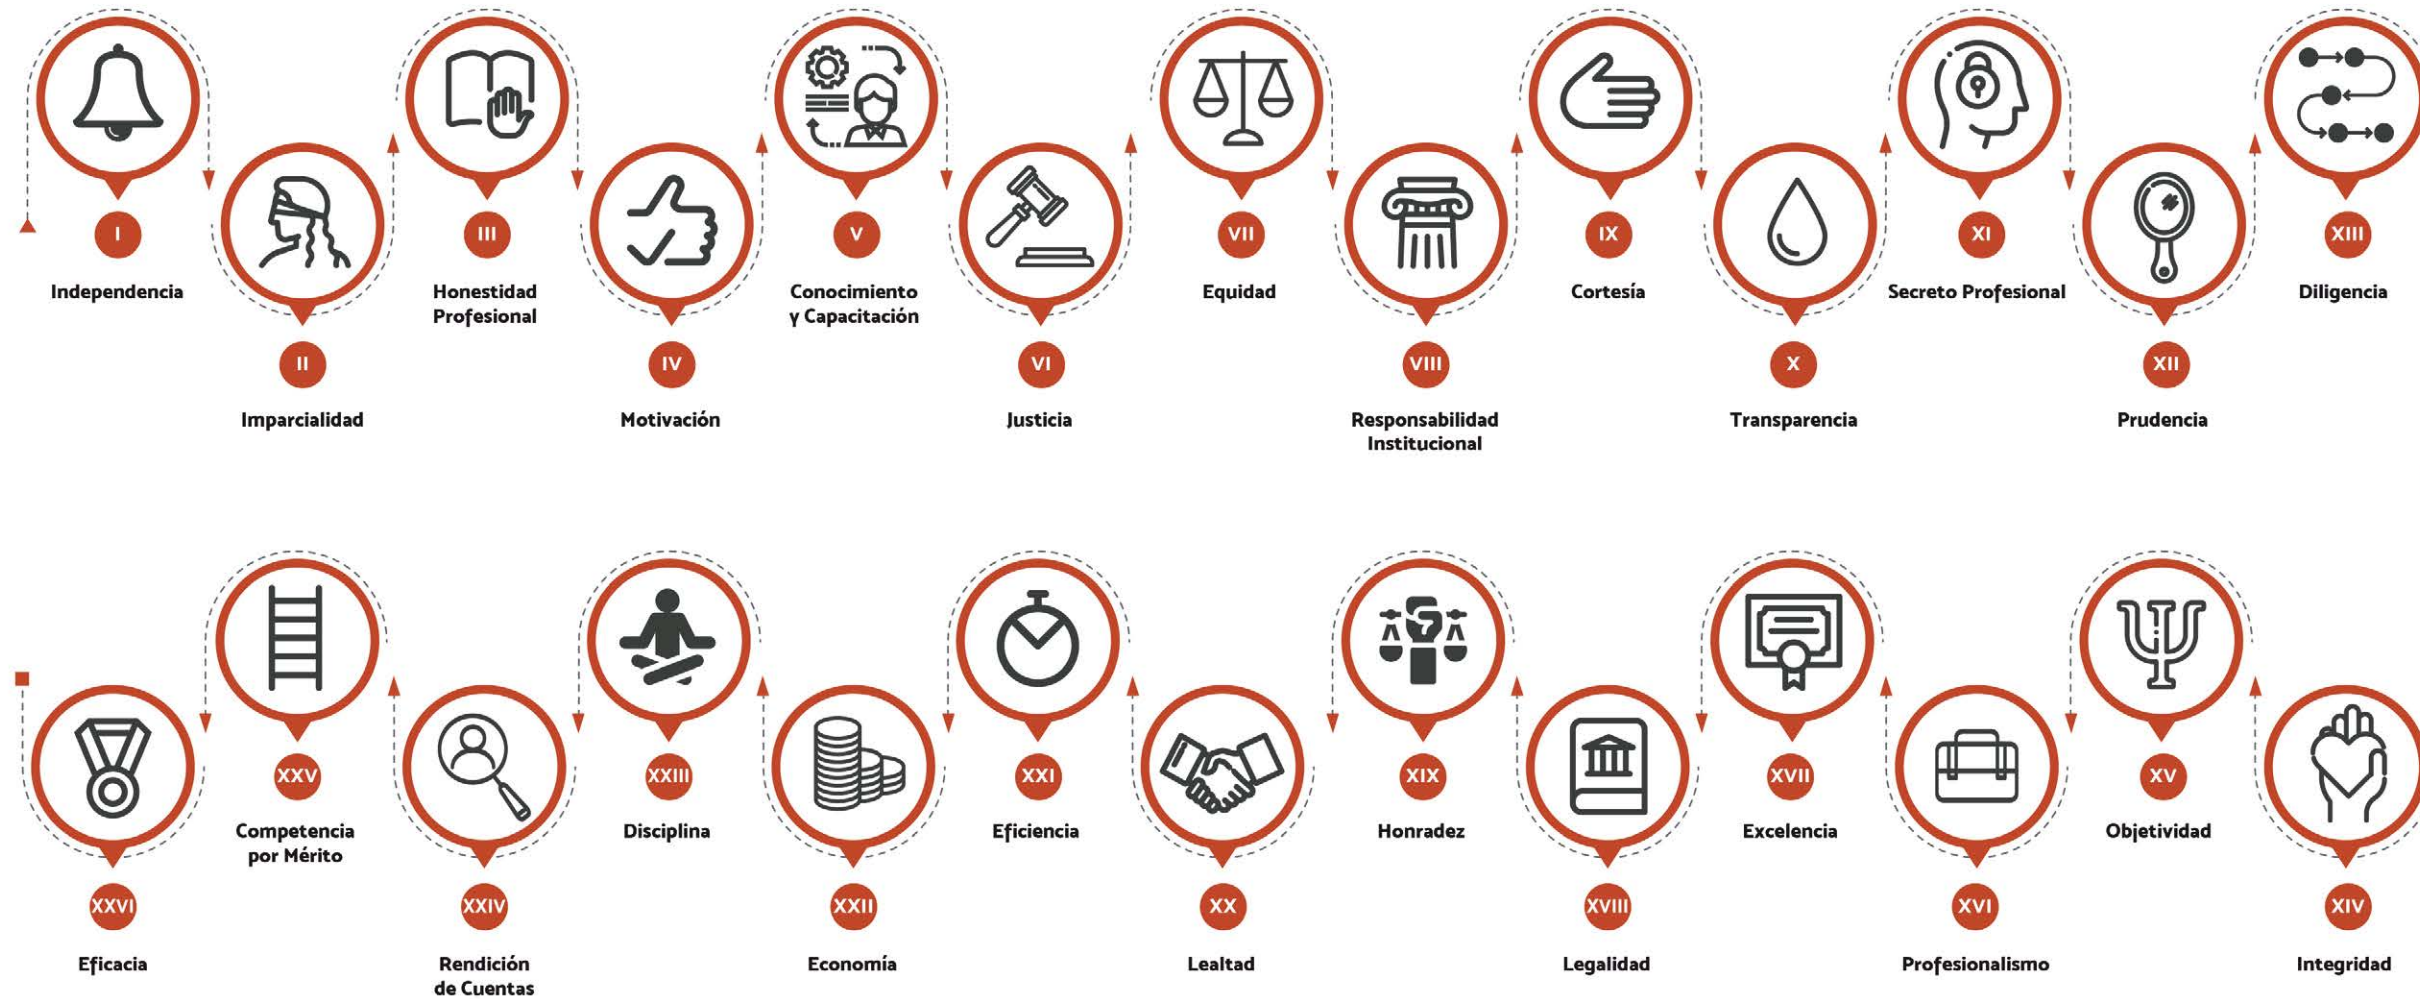 I
Independencia
II
Imparcialidad
III
Honestidad
Profesional
IV
Motivación
V
Conocimiento
y Capacitación
VI
Justicia
VII
Equidad
VIII
Responsabilidad
Institucional
IX
Cortesía
X
Transparencia
XI
Secreto Profesional
XII
Prudencia
XIII
Diligencia
XXVI
Eficacia
XXV
Competencia
por Mérito
XXIV
Rendición
de Cuentas
XXIII
Disciplina
XXII
Economía
XXI
Eficiencia
XX
Lealtad
XIX
Honradez
XVIII
Legalidad
XVII
Excelencia
XVI
Profesionalismo
XV
Objetividad
XIV
Integridad